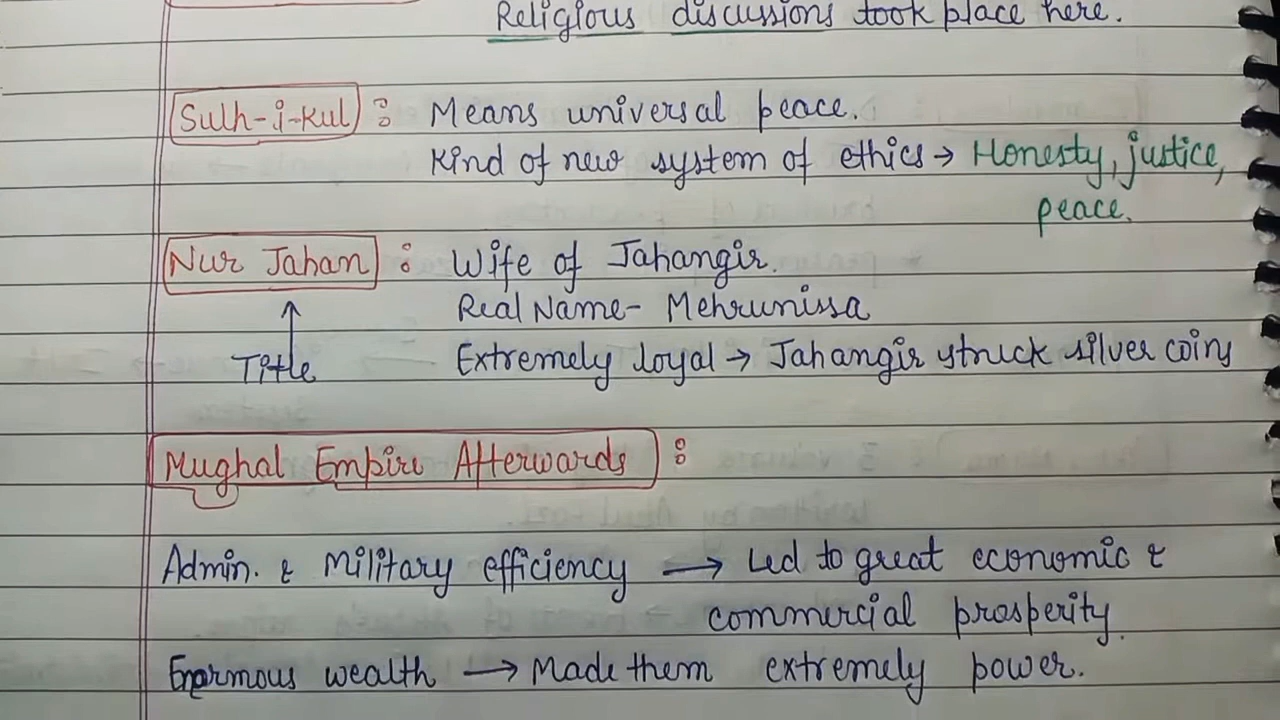 Religious discussions took place here.
Sulh-i-Kul : Means universal peace.
Kind of new system of ethics → Honesty, justice,
peace.
Nur Jahan : Wife of Jahangir.
Real Name - Mehrunissa
Title
Extremely loyal → Jahangir struck silver coins
Mughal Empire Afterwards :
Admin. & Military efficiency → Led to great economic &
commercial prosperity.
Enormous wealth → Made them extremely power.